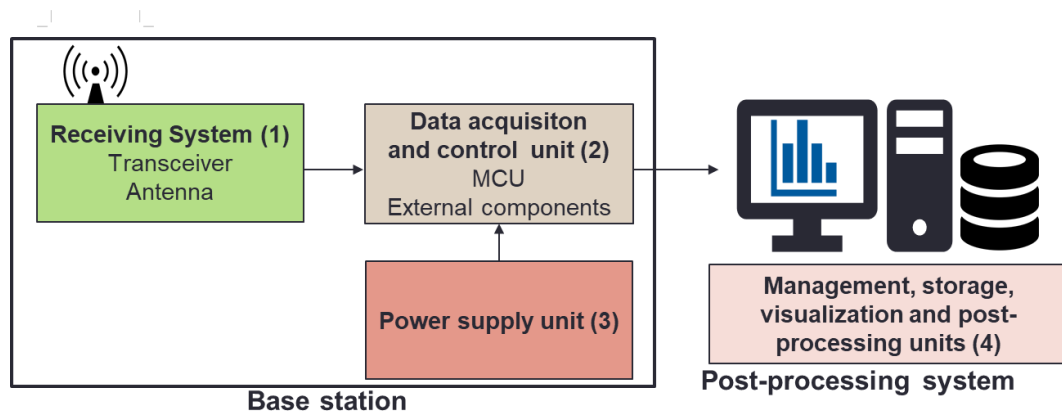 Receiving System (1)
Transceiver
Antenna
Data acquisiton
and control unit (2)
MCU
External components
Power supply unit (3)
Base station
Management, storage,
visualization and post-
processing units (4)
Post-processing system